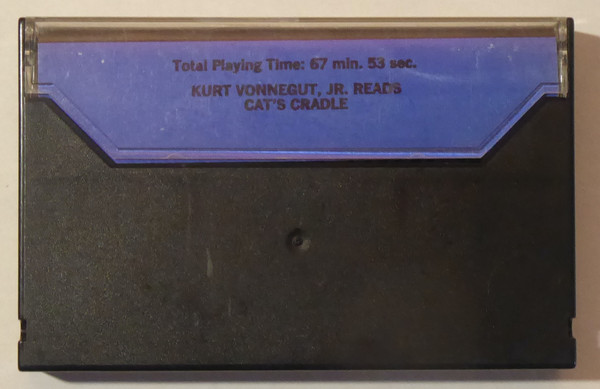 Total Playing Time: 67 min. 53 sec.
KURT VONNEGUT, JR. READS
CAT'S CRADLE